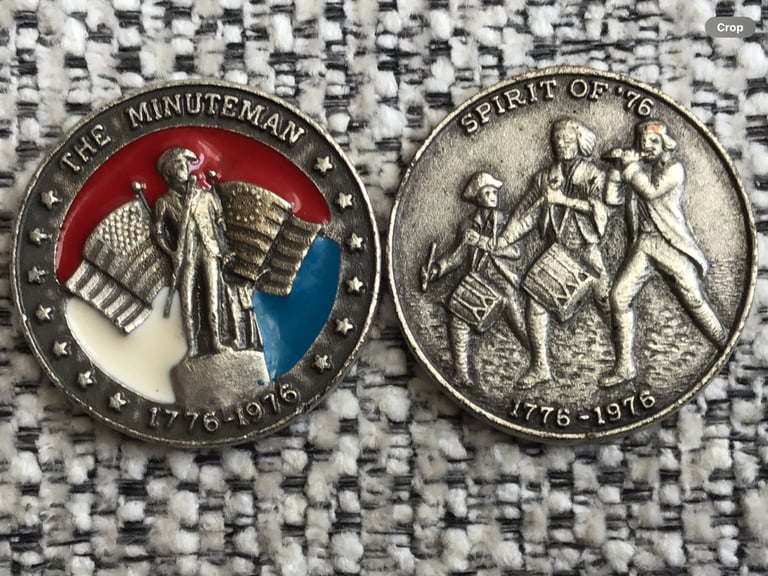 Crop
THE MINUTEMAN
1776-1976
SPIRIT OF '76
1776-1976